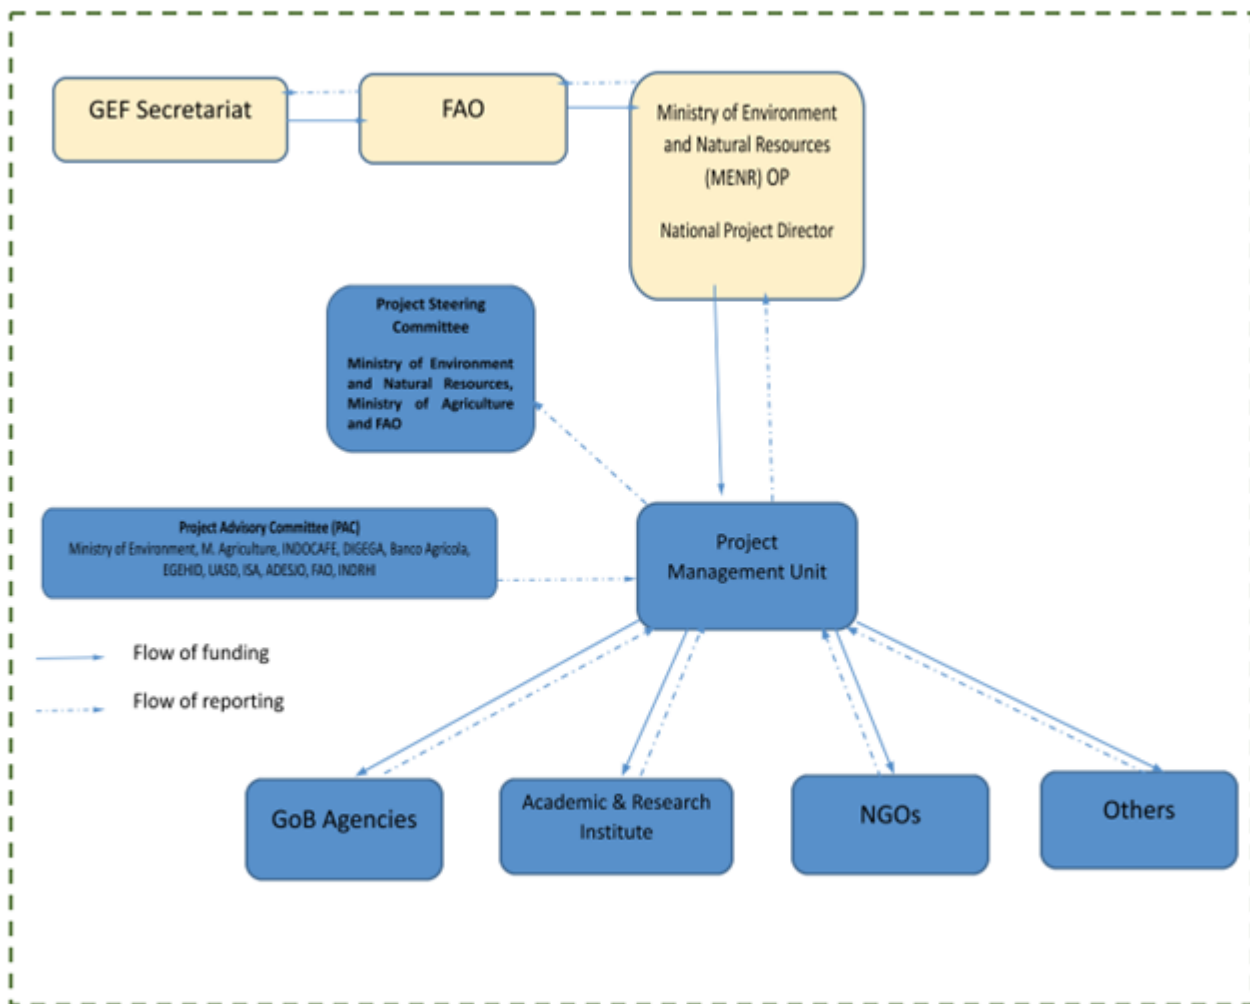 GEF Secretariat
FAO
Ministry of Environment
and Natural Resources
(MENR) OP
National Project Director
Project Steering
Committee
Ministry of Environment
and Natural Resources,
Ministry of Agriculture
and FAO
Project Advisory Committee (PAC)
Ministry of Environment, M. Agriculture, INDOCAFE, DIGEGA, Banco Agrícola,
EGEHID, UASD, ISA, ADESJO, FAO, INDRHI
Project
Management Unit
Flow of funding
Flow of reporting
GoB Agencies
Academic & Research
Institute
NGOs
Others